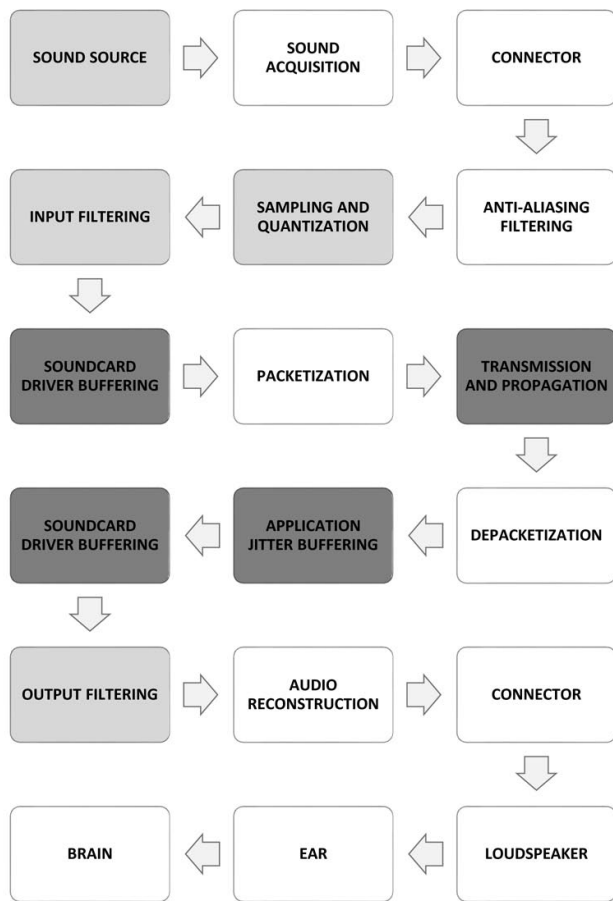 SOUND SOURCE
SOUND
ACQUISITION
CONNECTOR
ANTI-ALIASING
FILTERING
SAMPLING AND
QUANTIZATION
INPUT FILTERING
SOUNDCARD
DRIVER BUFFERING
PACKETIZATION
TRANSMISSION
AND PROPAGATION
DEPACKETIZATION
APPLICATION
JITTER BUFFERING
SOUNDCARD
DRIVER BUFFERING
OUTPUT FILTERING
AUDIO
RECONSTRUCTION
CONNECTOR
LOUDSPEAKER
EAR
BRAIN